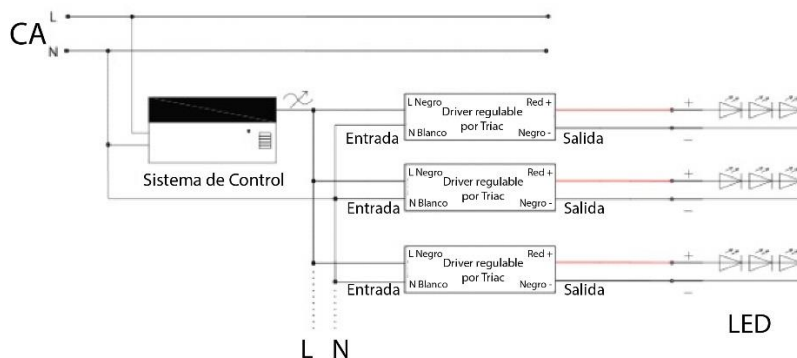 CA
L
N
Sistema de Control
L Negro
Red +
Driver regulable
por Triac
N Blanco
Negro -
Entrada
Salida
+
−
L Negro
Red +
Driver regulable
por Triac
N Blanco
Negro -
Entrada
Salida
+
−
L Negro
Red +
Driver regulable
por Triac
N Blanco
Negro -
Entrada
Salida
+
−
L N
LED